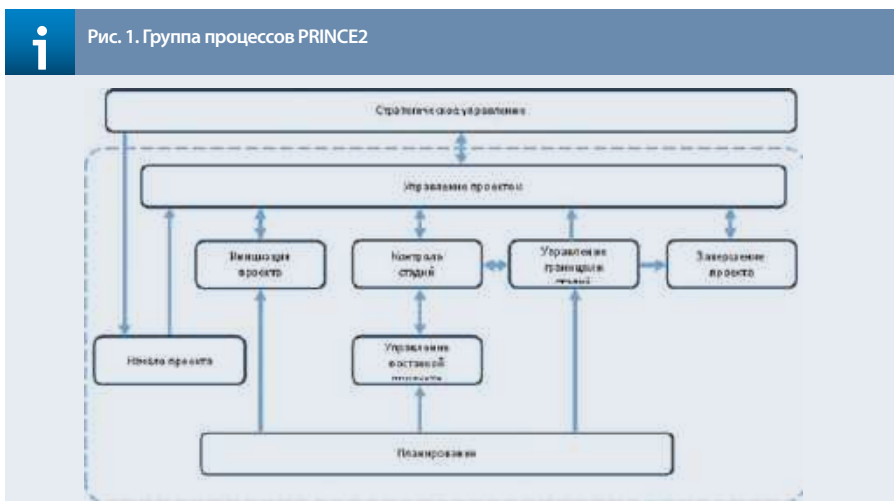 i
Рис. 1. Группа процессов PRINCE2
Стратегическое управление
Управление проектом
Инициация
проекта
Контроль
стадий
Управление
границами
стадий
Завершение
проекта
Начало проекта
Управление
поставкой
Планирование